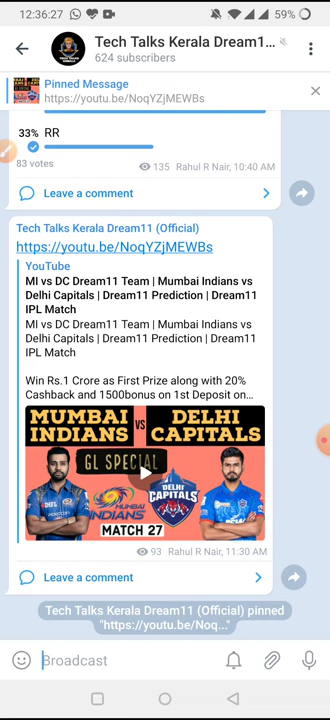 12:36:27
59%
Tech Talks Kerala Dream1...
624 subscribers
Pinned Message
https://youtu.be/NoqYZjMEWBs
33% RR
83 votes
135 Rahul R Nair, 10:40 AM
Leave a comment
Tech Talks Kerala Dream11 (Official)
https://youtu.be/NoqYZjMEWBs
YouTube
MI vs DC Dream11 Team | Mumbai Indians vs
Delhi Capitals | Dream11 Prediction | Dream11
IPL Match
MI vs DC Dream11 Team | Mumbai Indians vs
Delhi Capitals | Dream11 Prediction | Dream11
IPL Match
Win Rs.1 Crore as First Prize along with 20%
Cashback and 1500bonus on 1st Deposit on...
MUMBAI INDIANS VS DELHI CAPITALS
GL SPECIAL
MUMBAI INDIANS
DELHI CAPITALS
MATCH 27
93 Rahul R Nair, 11:30 AM
Leave a comment
Tech Talks Kerala Dream11 (Official) pinned
"https://youtu.be/Noq..."
Broadcast